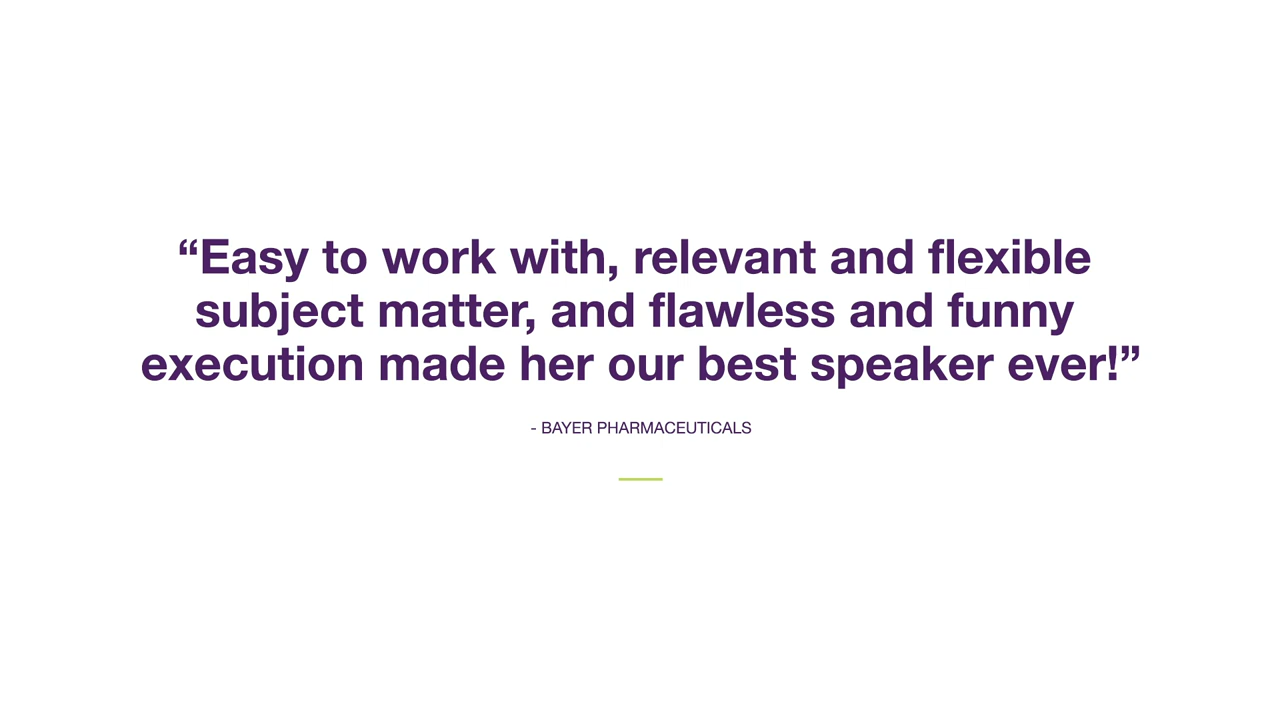 “Easy to work with, relevant and flexible
subject matter, and flawless and funny
execution made her our best speaker ever!”
- BAYER PHARMACEUTICALS